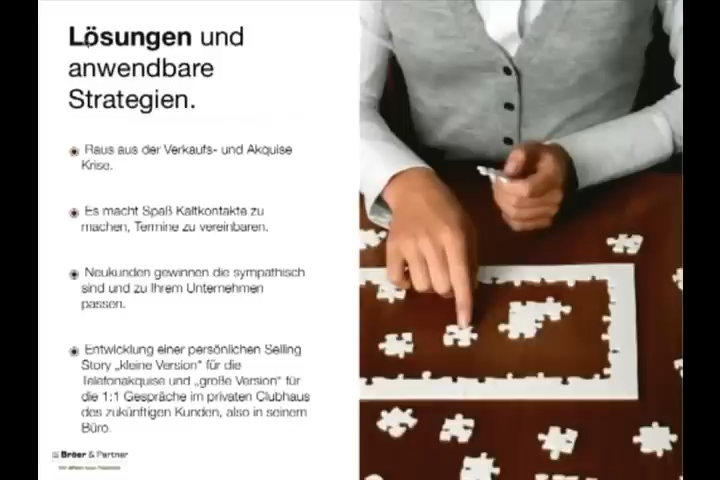 Lösungen und
anwendbare
Strategien.
Raus aus der Verkaufs- und Akquise
Krise.
Es macht Spaß Kaltkontakte zu
machen, Termine zu vereinbaren.
Neukunden gewinnen die sympathisch
sind und zu Ihrem Unternehmen
passen.
Entwicklung einer persönlichen Selling
Story „kleine Version“ für die
Telefonakquise und „große Version“ für
die 1:1 Gespräche im privaten Clubhaus
des zukünftigen Kunden, also in seinem
Büro.
Bröer & Partner